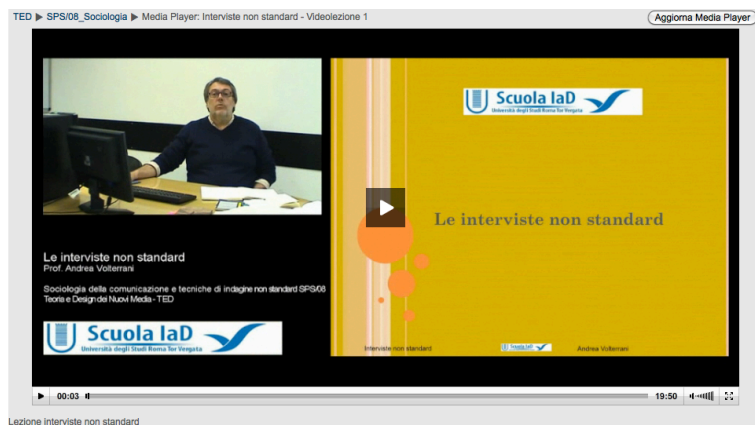 TED ▶ SPS/08_Sociologia ▶ Media Player: Interviste non standard - Videolezione 1
Aggiorna Media Player
Scuola IaD
Università degli Studi Roma Tor Vergata
Le interviste non standard
Le interviste non standard
Prof. Andrea Volterrani
Sociologia della comunicazione e tecniche di indagine non standard SPS/08
Teoria e Design dei Nuovi Media - TED
Scuola IaD
Università degli Studi Roma Tor Vergata
Interviste non standard
Scuola IaD
Andrea Volterrani
00:03
19:50
Lezione interviste non standard